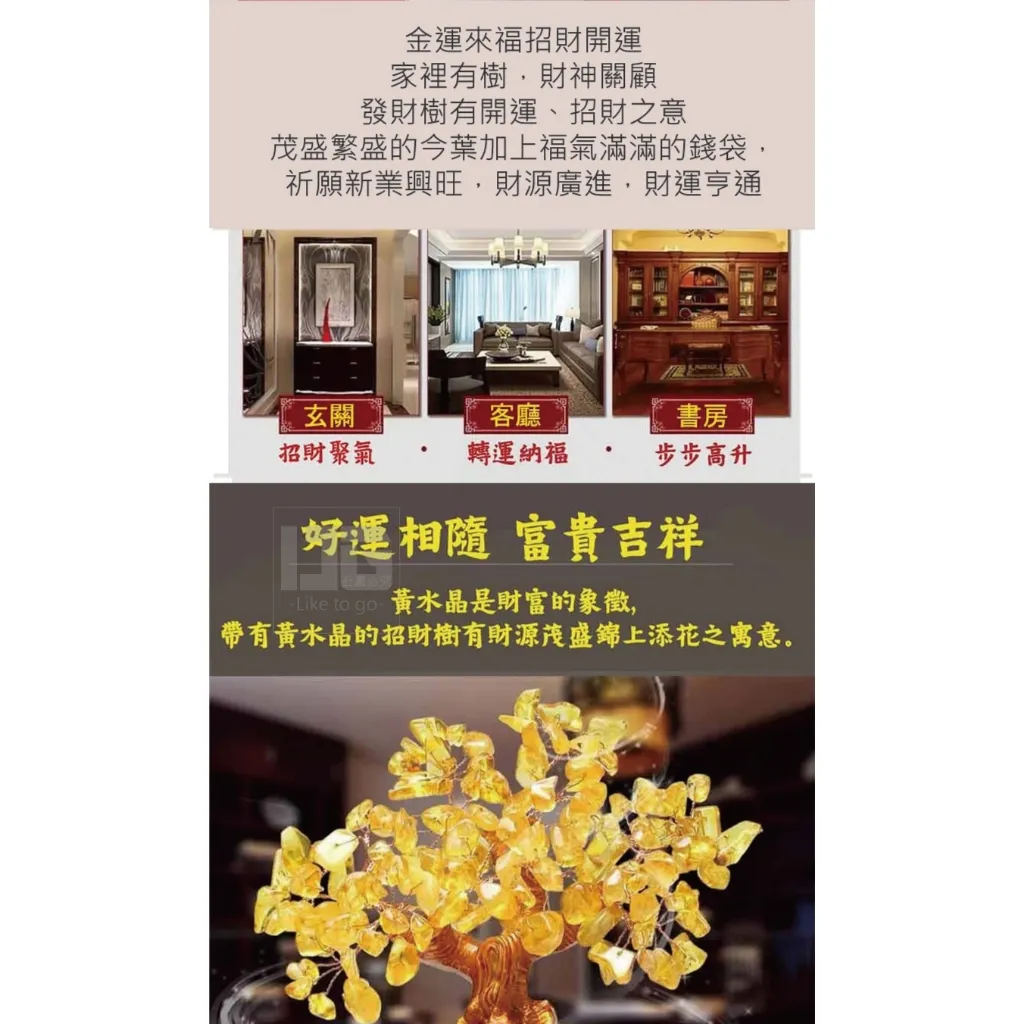 金運來福招財開運
家裡有樹，財神關顧
發財樹有開運、招財之意
茂盛繁盛的今葉加上福氣滿滿的錢袋，
祈願新業興旺，財源廣進，財運亨通
玄關 客廳 書房
招財聚氣 · 轉運納福 · 步步高升
好運相隨 富貴吉祥
-Like to go-
黃水晶是財富的象徵,
帶有黃水晶的招財樹有財源茂盛錦上添花之寓意。